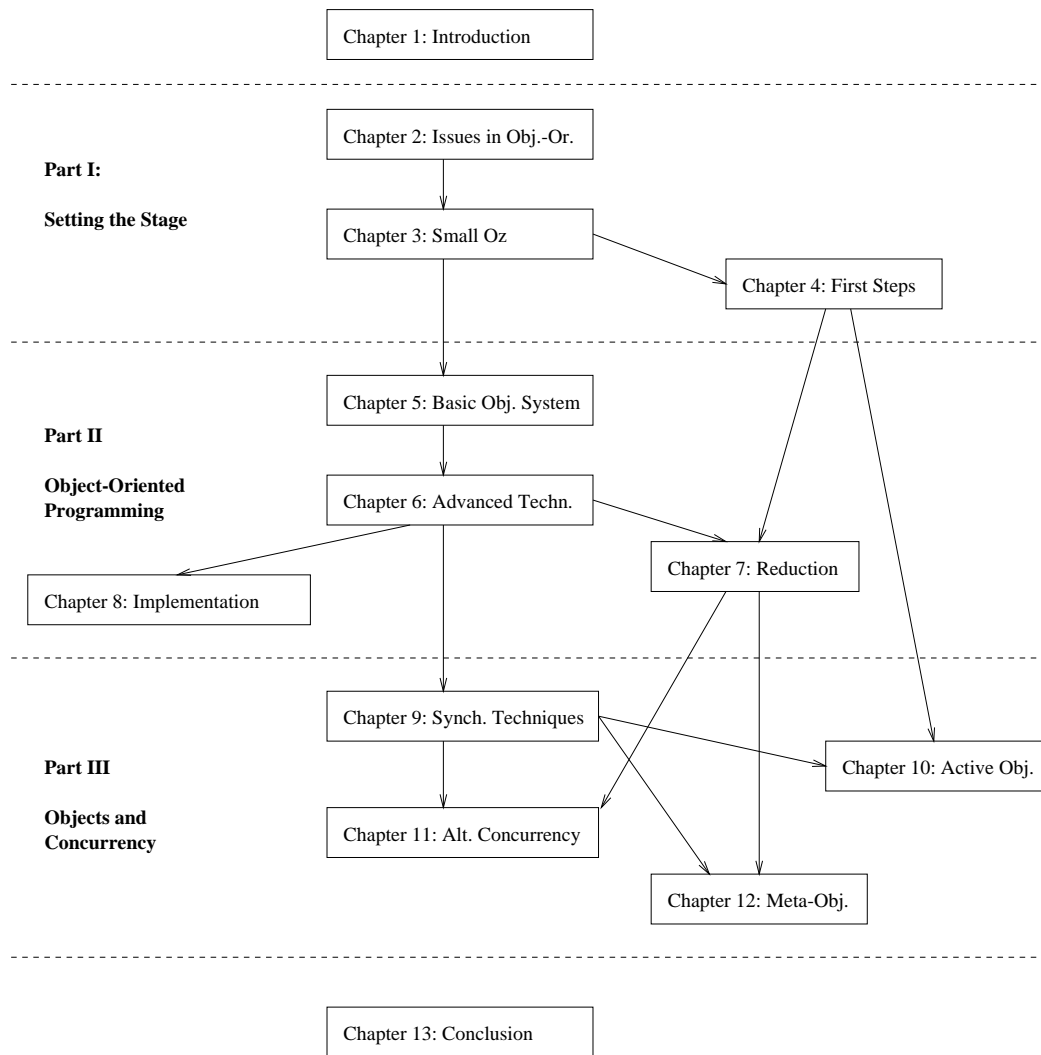 Chapter 1: Introduction
Chapter 2: Issues in Obj.-Or.
Part I:
Setting the Stage
Chapter 3: Small Oz
Chapter 4: First Steps
Chapter 5: Basic Obj. System
Part II
Object-Oriented
Programming
Chapter 6: Advanced Techn.
Chapter 7: Reduction
Chapter 8: Implementation
Chapter 9: Synch. Techniques
Part III
Chapter 10: Active Obj.
Objects and
Concurrency
Chapter 11: Alt. Concurrency
Chapter 12: Meta-Obj.
Chapter 13: Conclusion